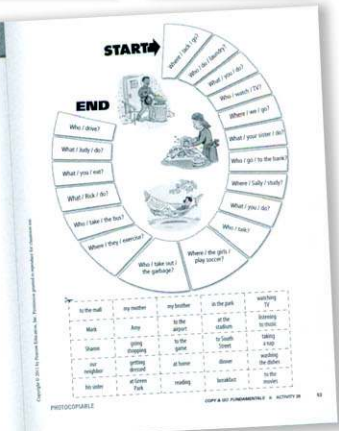 START
Where / Jack / go?
Who / do / laundry?
What / you / do?
Who / watch / TV?
Where / we / go?
What / your sister / do?
Who / go / to the bank?
Where / Sally / study?
What / you / do?
Who / talk?
Where / the girls /
play soccer?
Who / take out /
the garbage?
Where / they / exercise?
Who / take / the bus?
What / Rick / do?
What / you / eat?
What / Judy / do?
Who / drive?
END
to the mall
my mother
my brother
in the park
watching
TV
Mark
Amy
to the
airport
at the
stadium
listening
to music
Sharon
going
shopping
to the
game
to South
Street
taking
a nap
our
neighbor
getting
dressed
at home
dinner
washing
the dishes
his sister
at Green
Park
reading
breakfast
to the
movies
PHOTOCOPIABLE
COPY & GO: FUNDAMENTALS
ACTIVITY